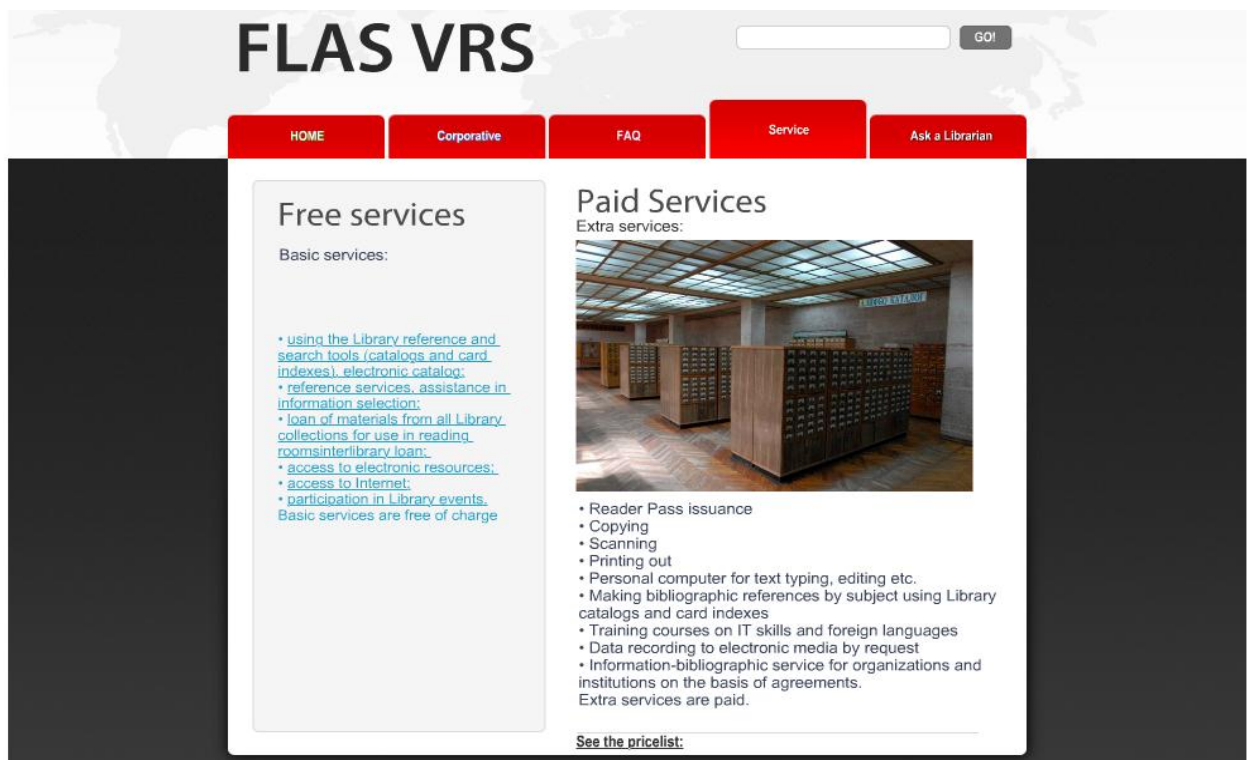 FLAS VRS
GO!
HOME
Corporative
FAQ
Service
Ask a Librarian
Free services
Basic services:
• using the Library reference and
search tools (catalogs and card
indexes), electronic catalog;
• reference services, assistance in
information selection;
• loan of materials from all Library
collections for use in reading
roomsinterlibrary loan;
• access to electronic resources;
• access to Internet;
• participation in Library events.
Basic services are free of charge
Paid Services
Extra services:
• Reader Pass issuance
• Copying
• Scanning
• Printing out
• Personal computer for text typing, editing etc.
• Making bibliographic references by subject using Library
catalogs and card indexes
• Training courses on IT skills and foreign languages
• Data recording to electronic media by request
• Information-bibliographic service for organizations and
institutions on the basis of agreements.
Extra services are paid.
See the pricelist: